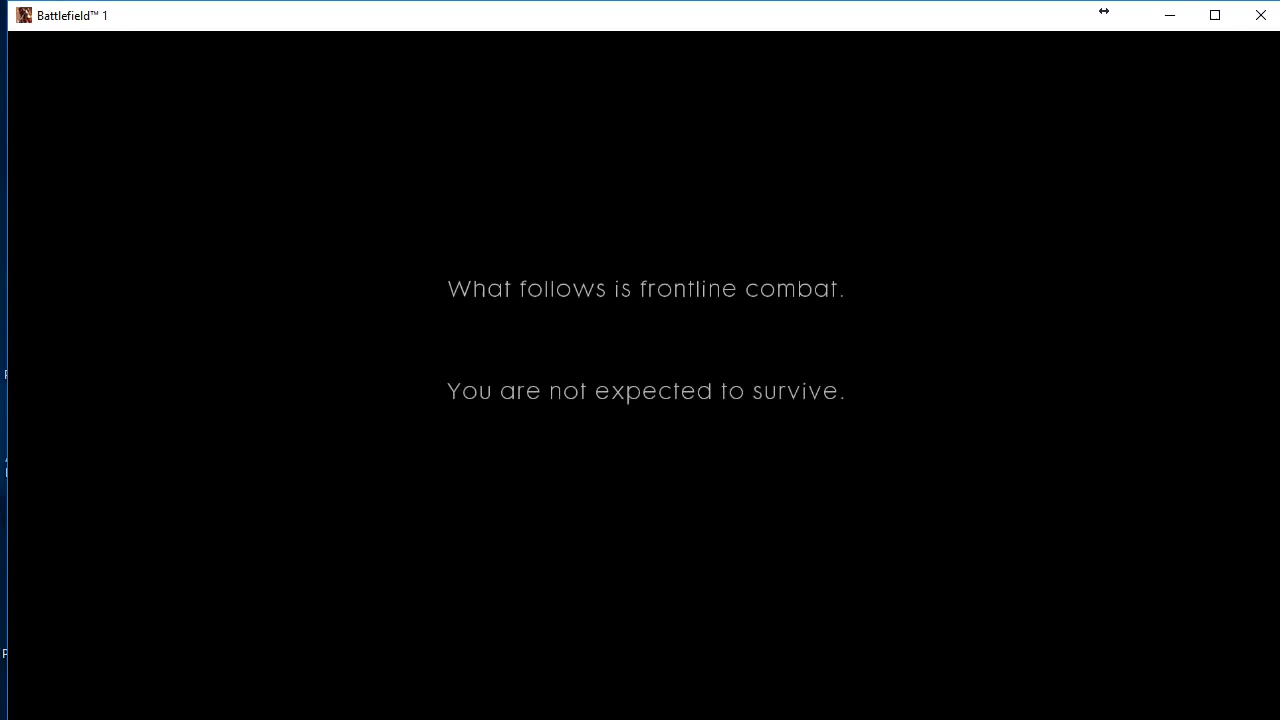 Battlefield™ 1
What follows is frontline combat.
You are not expected to survive.